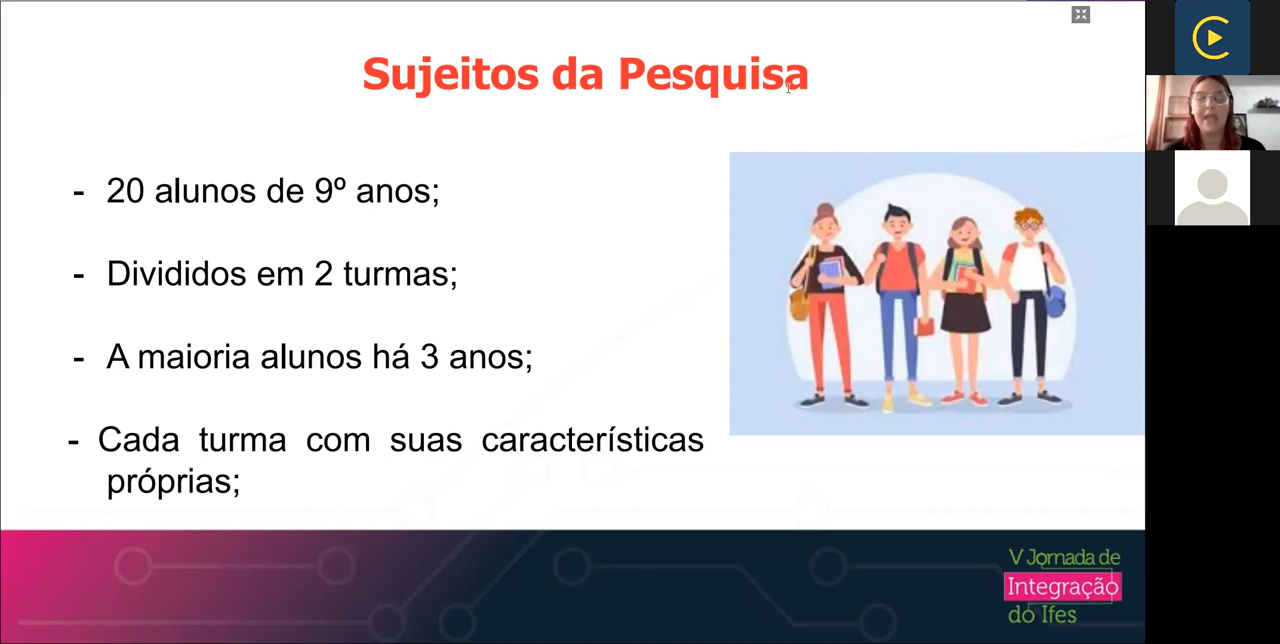 Sujeitos da Pesquisa
- 20 alunos de 9º anos;
- Divididos em 2 turmas;
- A maioria alunos há 3 anos;
- Cada turma com suas características
próprias;
V Jornada de
Integração
do Ifes